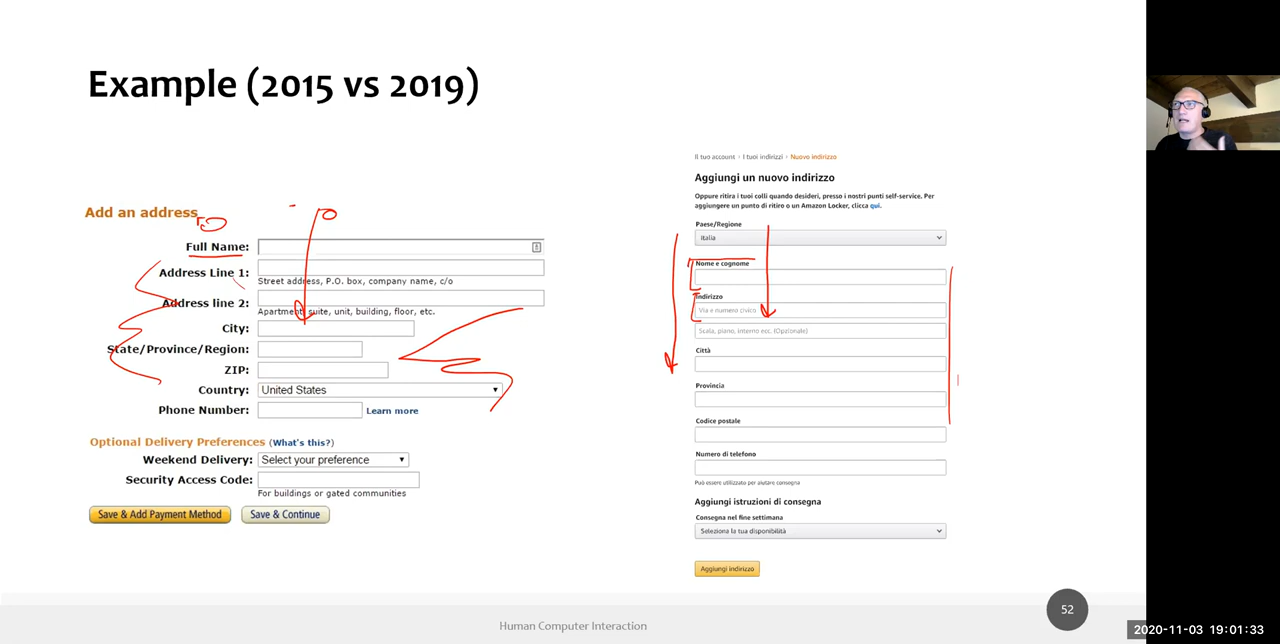 Example (2015 vs 2019)
Add an address
Full Name:
Address Line 1:
Street address, P.O. box, company name, c/o
Address line 2:
Apartment, suite, unit, building, floor, etc.
City:
State/Province/Region:
ZIP:
Country: United States
Phone Number: Learn more
Optional Delivery Preferences (What's this?)
Weekend Delivery: Select your preference
Security Access Code:
For buildings or gated communities
Save & Add Payment Method Save & Continue
Il tuo account › I tuoi indirizzi › Nuovo indirizzo
Aggiungi un nuovo indirizzo
Oppure ritira i tuoi colli quando desideri, presso i nostri punti self-service. Per
aggiungere un punto di ritiro o un Amazon Locker, clicca qui.
Paese/Regione
Italia
Nome e cognome
Indirizzo
Via e numero civico
Scala, piano, interno ecc. (Opzionale)
Città
Provincia
Codice postale
Numero di telefono
Può essere utilizzato per aiutare consegna
Aggiungi istruzioni di consegna
Consegna nel fine settimana
Seleziona la tua disponibilità
Aggiungi indirizzo
Human Computer Interaction
52
2020-11-03 19:01:33